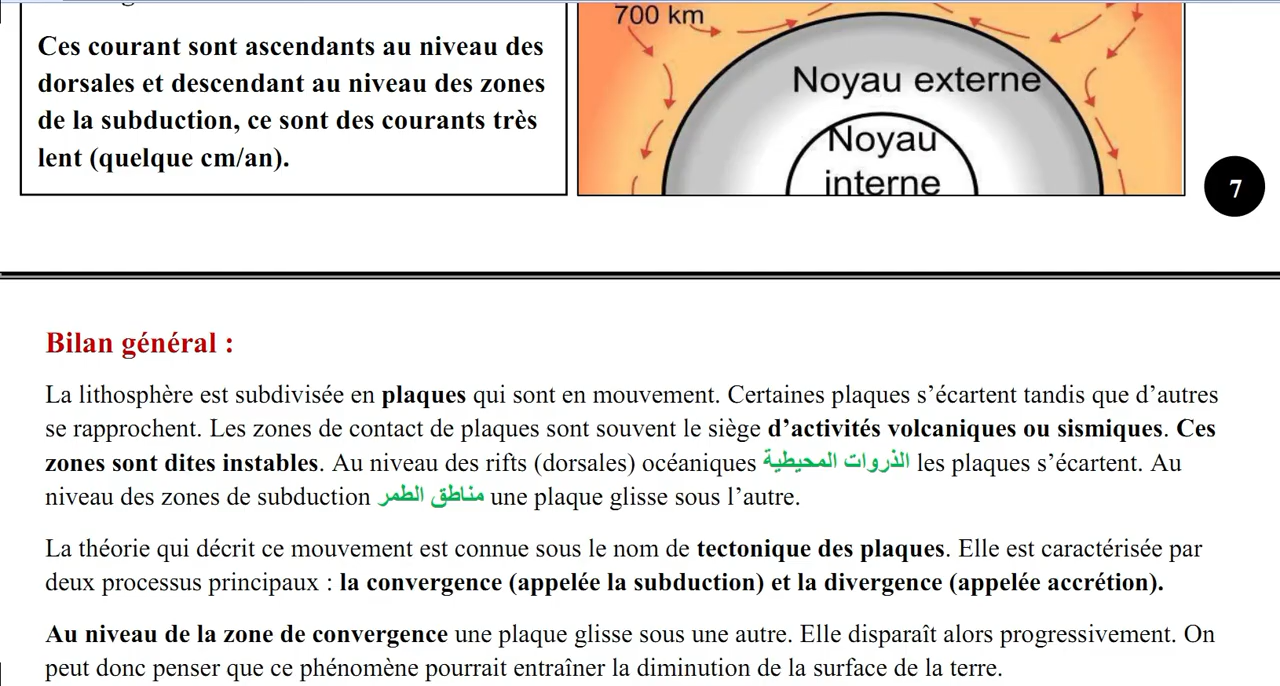 Ces courant sont ascendants au niveau des
dorsales et descendant au niveau des zones
de la subduction, ce sont des courants très
lent (quelque cm/an).
700 km
Noyau externe
Noyau
interne
7
Bilan général :
La lithosphère est subdivisée en plaques qui sont en mouvement. Certaines plaques s’écartent tandis que d’autres
se rapprochent. Les zones de contact de plaques sont souvent le siège d’activités volcaniques ou sismiques. Ces
zones sont dites instables. Au niveau des rifts (dorsales) océaniques الذروات المحيطية les plaques s’écartent. Au
niveau des zones de subduction مناطق الطمر une plaque glisse sous l’autre.
La théorie qui décrit ce mouvement est connue sous le nom de tectonique des plaques. Elle est caractérisée par
deux processus principaux : la convergence (appelée la subduction) et la divergence (appelée accrétion).
Au niveau de la zone de convergence une plaque glisse sous une autre. Elle disparaît alors progressivement. On
peut donc penser que ce phénomène pourrait entraîner la diminution de la surface de la terre.